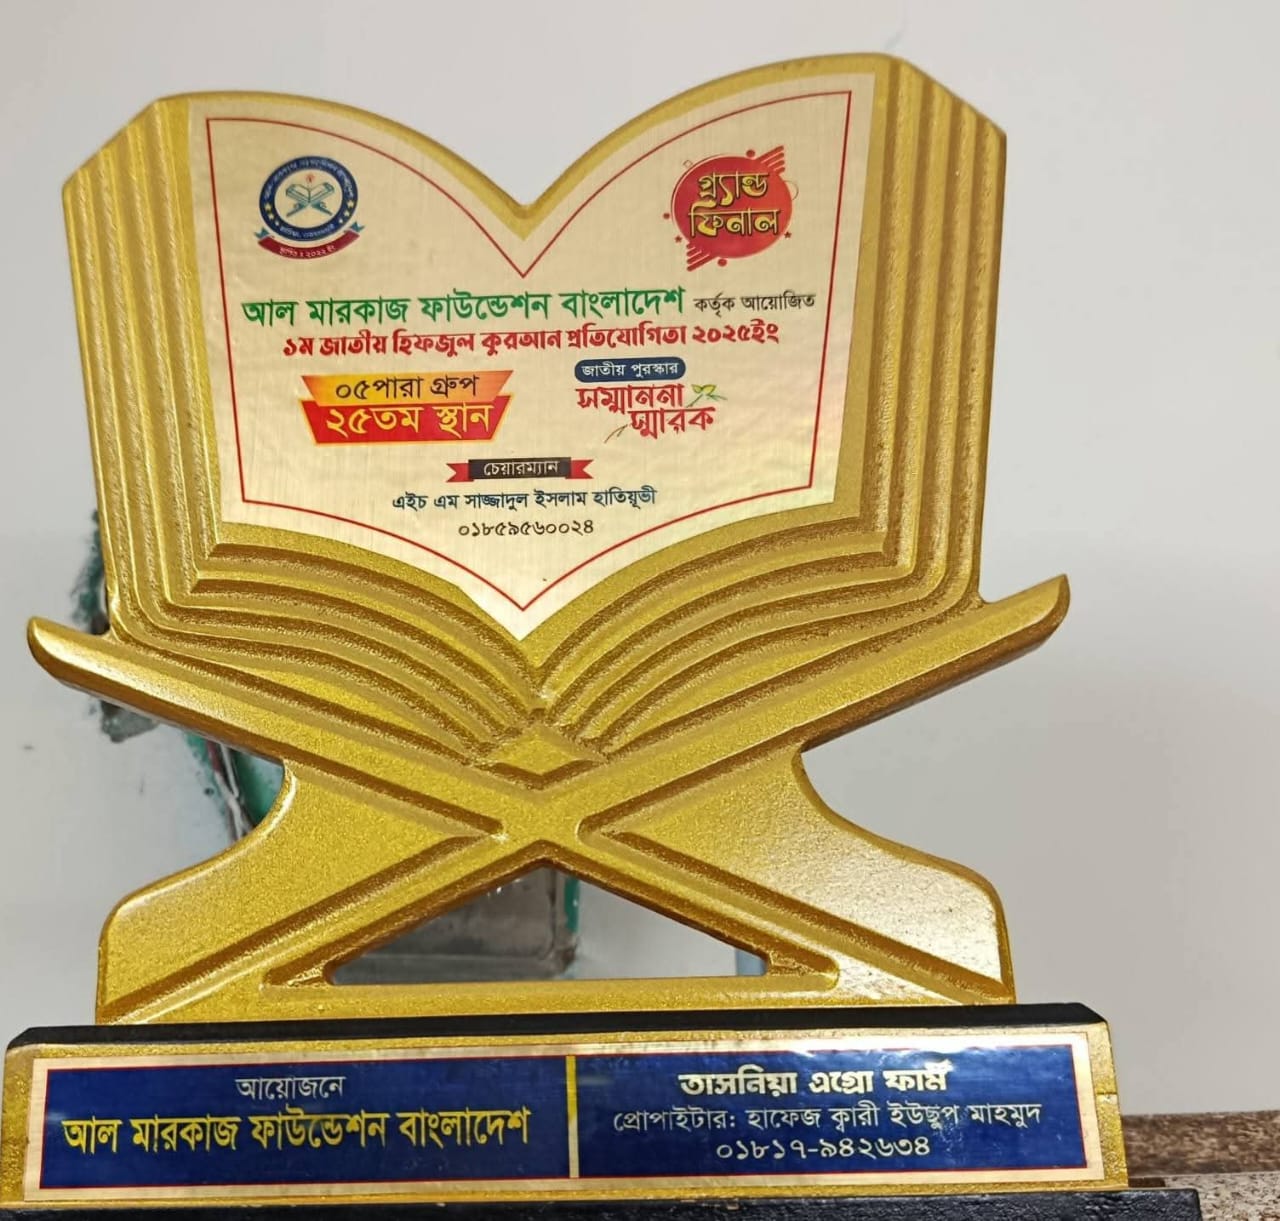 গ্র্যান্ড
ফিনাল
স্থাপিত : ২০২২ ইং
আল মারকাজ ফাউন্ডেশন বাংলাদেশ কর্তৃক আয়োজিত
১ম জাতীয় হিফজুল কুরআন প্রতিযোগিতা ২০২৫ইং
০৫পারা গ্রুপ
২৫তম স্থান
জাতীয় পুরস্কার
সম্মাননা
স্মারক
চেয়ারম্যান
এইচ এম সাজ্জাদুল ইসলাম হাতিয়ূভী
০১৮৫৯৫৬০০২৪
আয়োজনে
আল মারকাজ ফাউন্ডেশন বাংলাদেশ
তাসনিয়া এগ্রো ফার্ম
প্রোপাইটার: হাফেজ ক্বারী ইউছুপ মাহমুদ
০১৮১৭-৯৪২৬৩৪